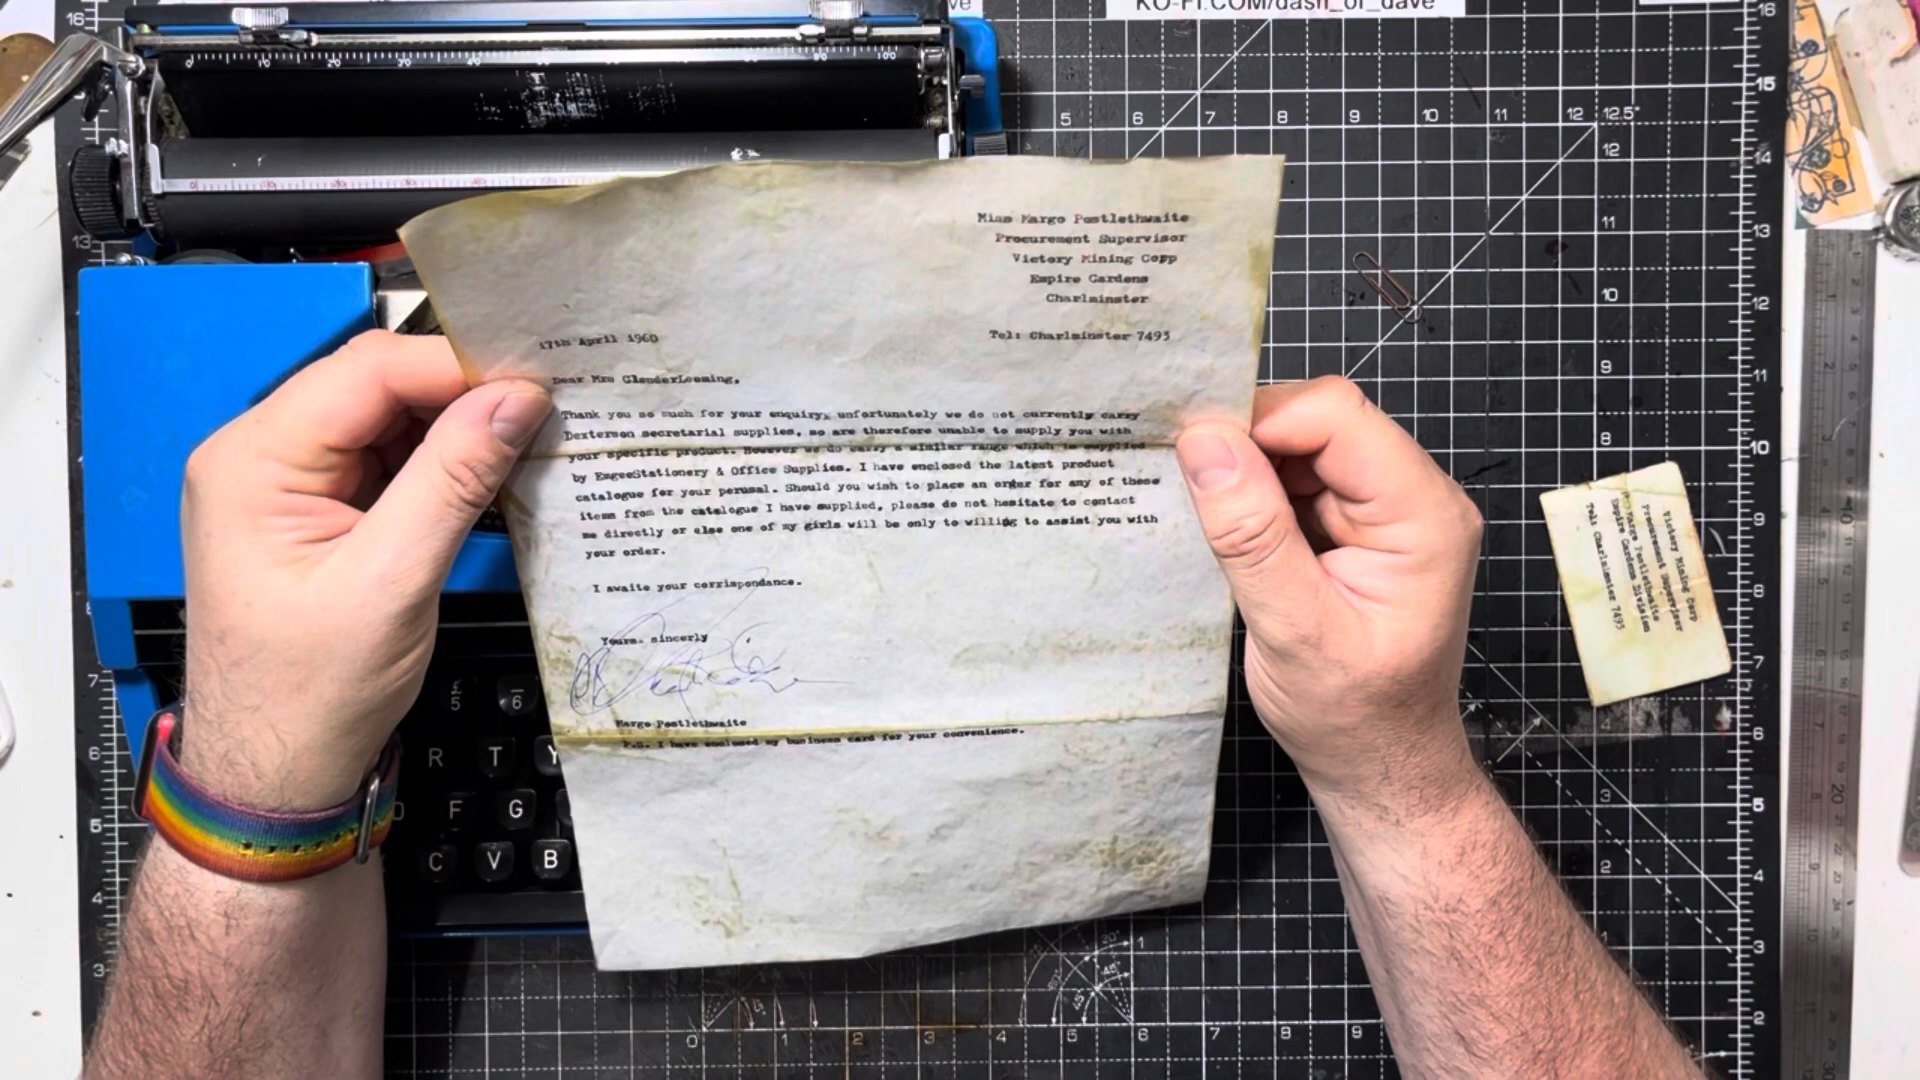 KO-FI.COM/dash_of_dave
Miss Margo Postlethwaite
Procurement Supervisor
Victory Mining Copp
Empire Gardens
Charlminster
17th April 1960
Tel: Charlminster 7493
Dear Mrs GlenderLeeming,
Thank you so much for your enquiry, unfortunately we do not currently carry
Dexterson secretarial supplies, so are therefore unable to supply you with
your specific product. However we do carry a similar range which is supplied
by EmgeeStationery & Office Supplies. I have enclosed the latest product
catalogue for your perusal. Should you wish to place an order for any of these
items from the catalogue I have supplied, please do not hesitate to contact
me directly or else one of my girls will be only to willing to assist you with
your order.
I awaite your corrispondance.
Yours. sincerly
Margo Postlethwaite
P.S. I have enclosed my business card for your convenience.
Victory Mining Corp
Procurement Supervisor
Margo Postlethwaite
Empire Gardens Division
Tel: Charlminster 7493
R T Y
F G
C V B